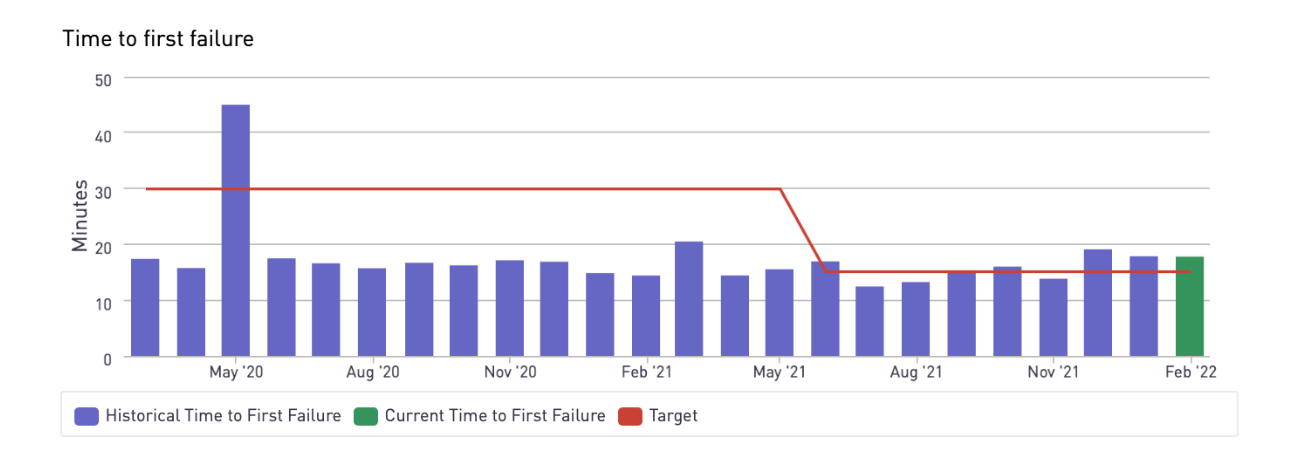 Time to first failure
50
40
30
20
10
0
Minutes
May '20 Aug '20 Nov '20 Feb '21 May '21 Aug '21 Nov '21 Feb '22
Historical Time to First Failure Current Time to First Failure Target